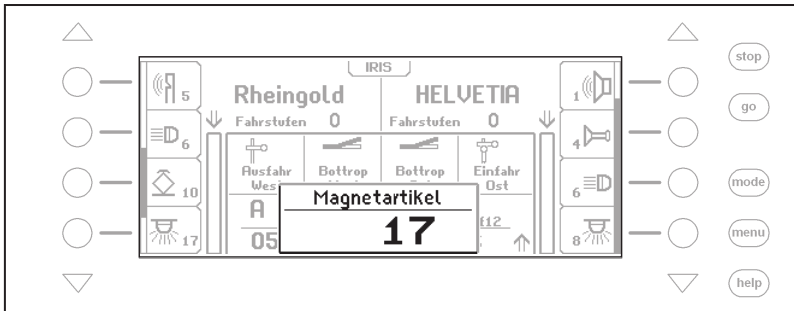 IRIS
Rheingold HELVETIA
Fahrstufen 0 Fahrstufen 0
5
6
10
17
1
4
6
8
Ausfahr Bottrop Bottrop Einfahr
West Ost
Magnetartikel
17
A
05
stop
go
mode
menu
help